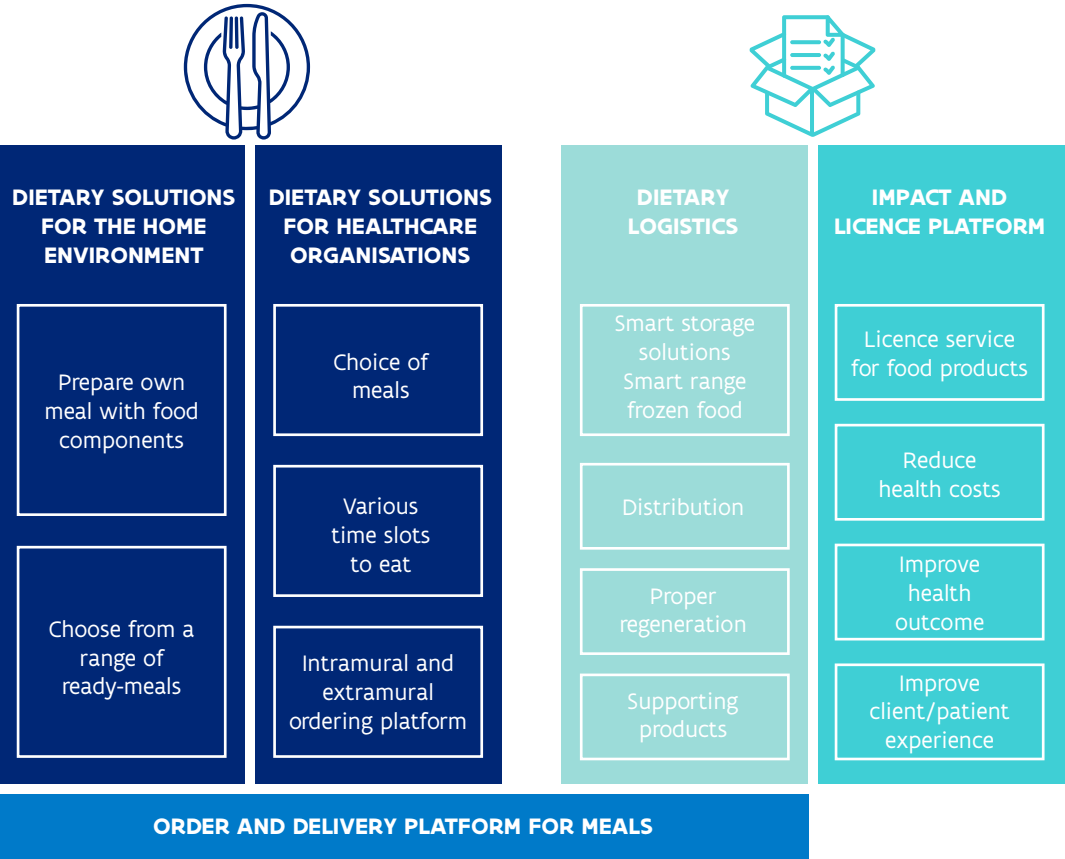 DIETARY SOLUTIONS
FOR THE HOME
ENVIRONMENT
Prepare own
meal with food
components
Choose from a
range of
ready-meals
DIETARY SOLUTIONS
FOR HEALTHCARE
ORGANISATIONS
Choice of
meals
Various
time slots
to eat
Intramural and
extramural
ordering platform
DIETARY
LOGISTICS
Smart storage
solutions
Smart range
frozen food
Distribution
Proper
regeneration
Supporting
products
IMPACT AND
LICENCE PLATFORM
Licence service
for food products
Reduce
health costs
Improve
health
outcome
Improve
client/patient
experience
ORDER AND DELIVERY PLATFORM FOR MEALS